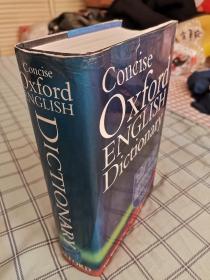 Concise
Oxford
ENGLISH
Dictionary
Concise
Oxford
ENGLISH
DICTIONARY